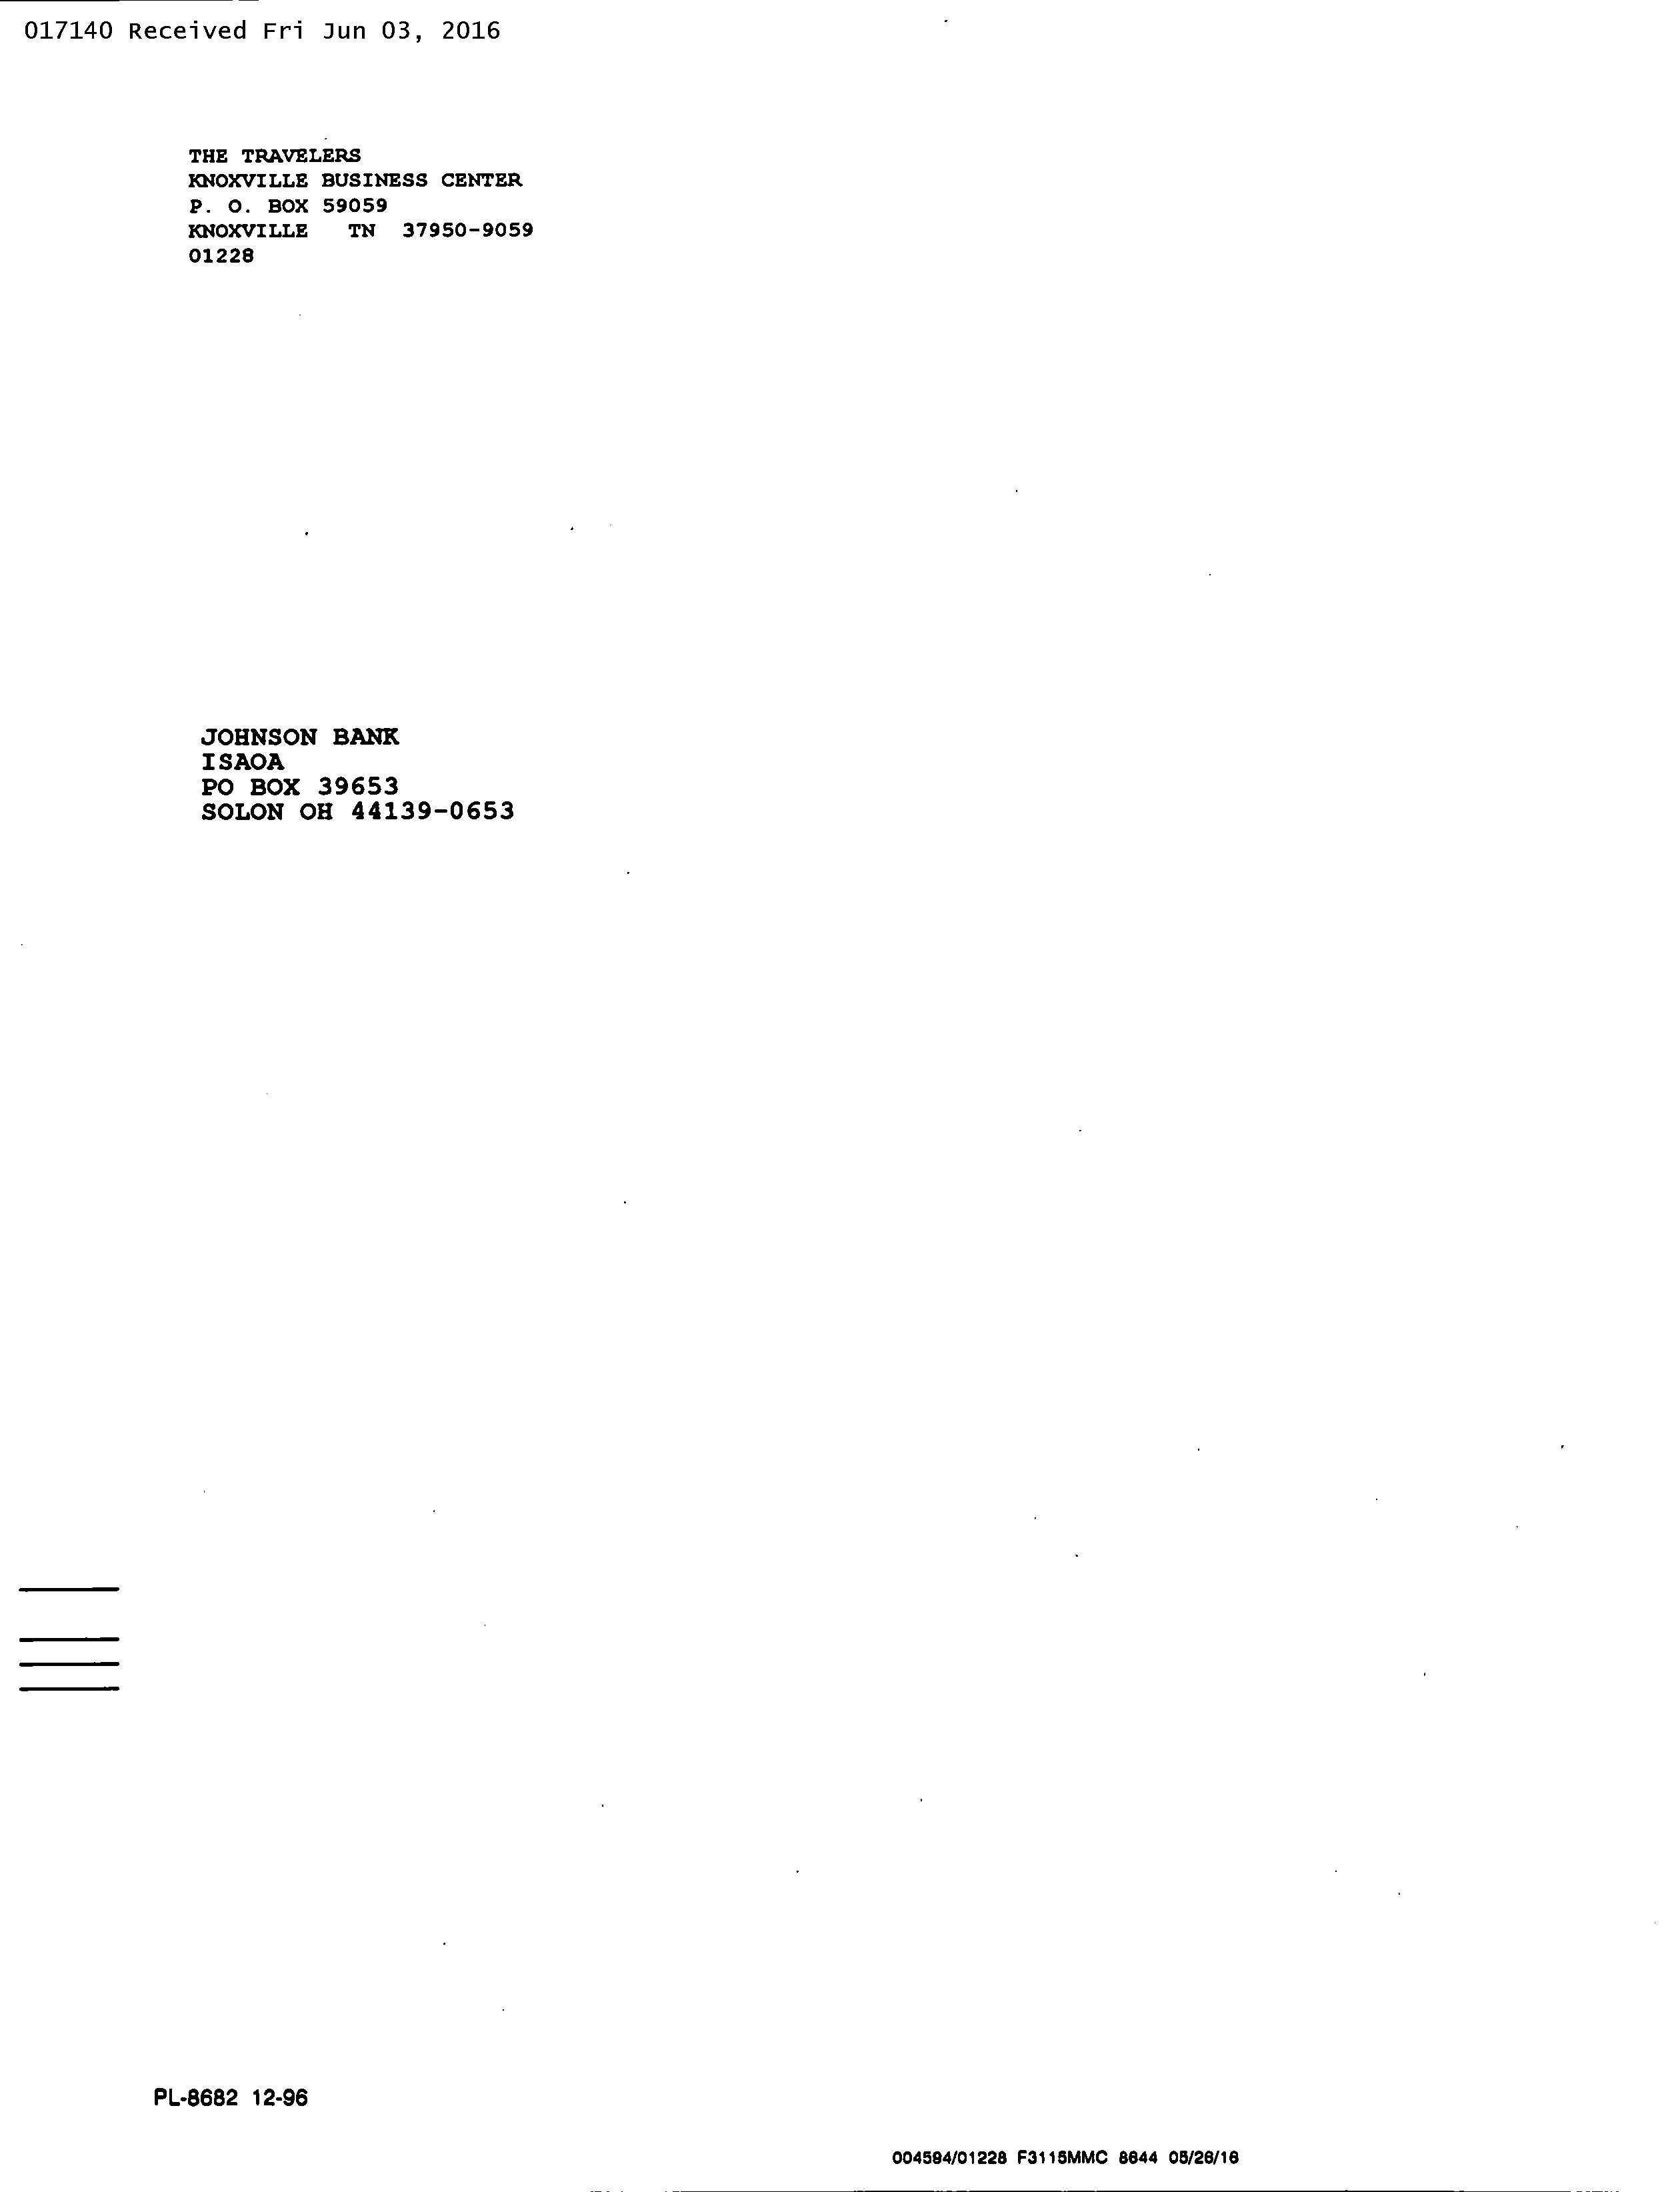 017140 Received Fri Jun 03, 2016
THE TRAVELERS
KNOXVILLE BUSINESS CENTER
P. O. BOX 59059
KNOXVILLE TN 37950-9059
01228
JOHNSON BANK
ISAOA
PO BOX 39653
SOLON OH 44139-0653
PL-8682 12-96
004594/01228 F3115MMC 8644 05/26/16